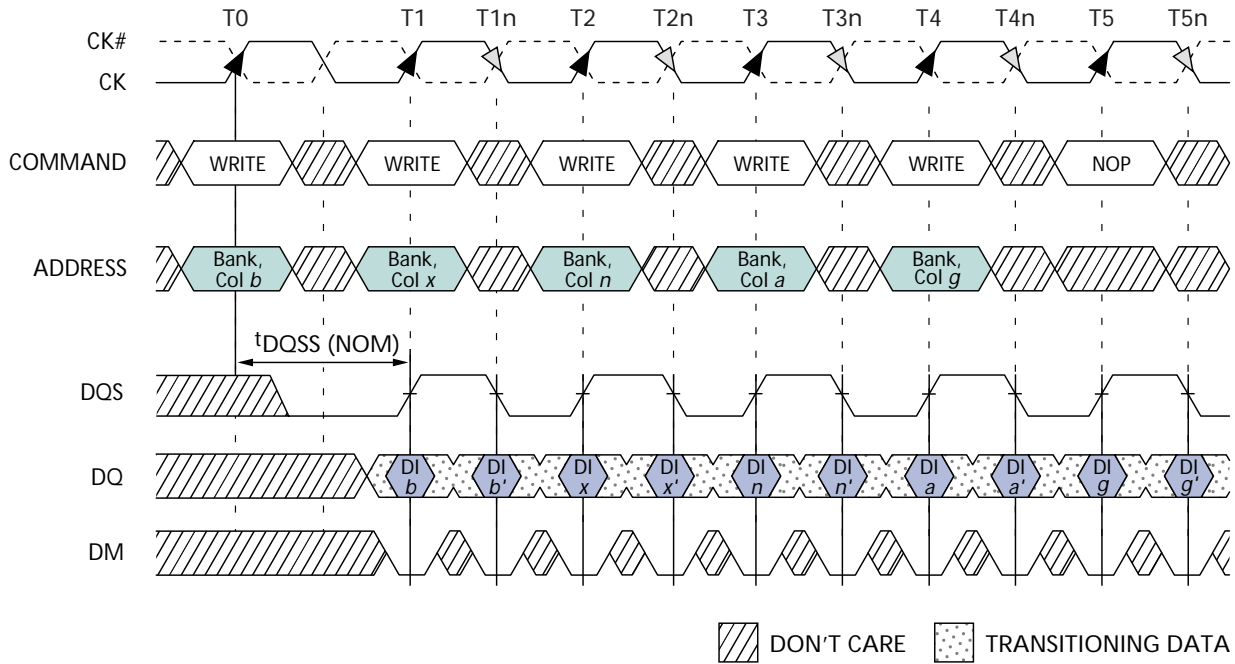 T0 T1 T1n T2 T2n T3 T3n T4 T4n T5 T5n
CK#
CK
COMMAND WRITE WRITE WRITE WRITE WRITE NOP
ADDRESS
Bank, Col b
Bank, Col x
Bank, Col n
Bank, Col a
Bank, Col g
tDQSS (NOM)
DQS
DQ
DI b
DI b'
DI x
DI x'
DI n
DI n'
DI a
DI a'
DI g
DI g'
DM
DON'T CARE
TRANSITIONING DATA